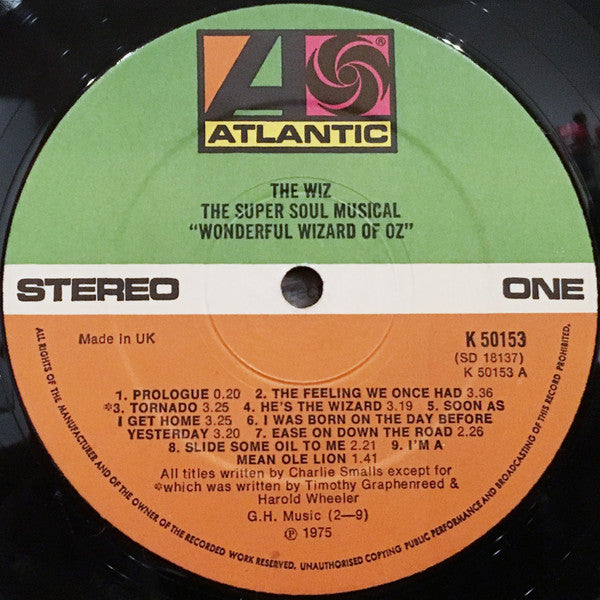 ATLANTIC
THE WIZ
THE SUPER SOUL MUSICAL
"WONDERFUL WIZARD OF OZ"
STEREO ONE
Made In UK
K 50153
(SD 18137)
K 50153 A
1. PROLOGUE 0.20 2. THE FEELING WE ONCE HAD 3.36
*3. TORNADO 3.25 4. HE'S THE WIZARD 3.19 5. SOON AS
I GET HOME 3.25 6. I WAS BORN ON THE DAY BEFORE
YESTERDAY 3.20 7. EASE ON DOWN THE ROAD 2.26
8. SLIDE SOME OIL TO ME 2.21 9. I'M A
MEAN OLE LION 1.41
All titles written by Charlie Smalls except for
*which was written by Timothy Graphenreed &
Harold Wheeler
G.H. Music (2—9)
Ⓟ 1975
ALL RIGHTS OF THE MANUFACTURER AND OF THE OWNER OF THE RECORDED WORK RESERVED. UNAUTHORISED COPYING PUBLIC PERFORMANCE AND BROADCASTING OF THIS RECORD PROHIBITED.